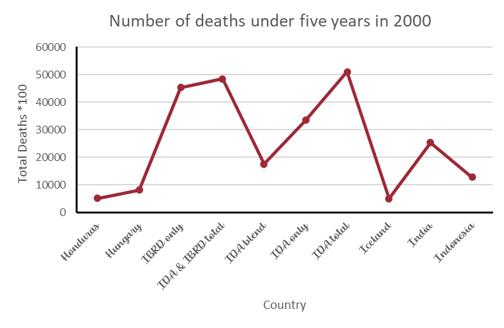 Number of deaths under five years in 2000
Total Deaths *100
60000
50000
40000
30000
20000
10000
0
Honduras
Hungary
IBRD only
IDA & IBRD total
IDA blend
IDA only
IDA total
Iceland
India
Indonesia
Country